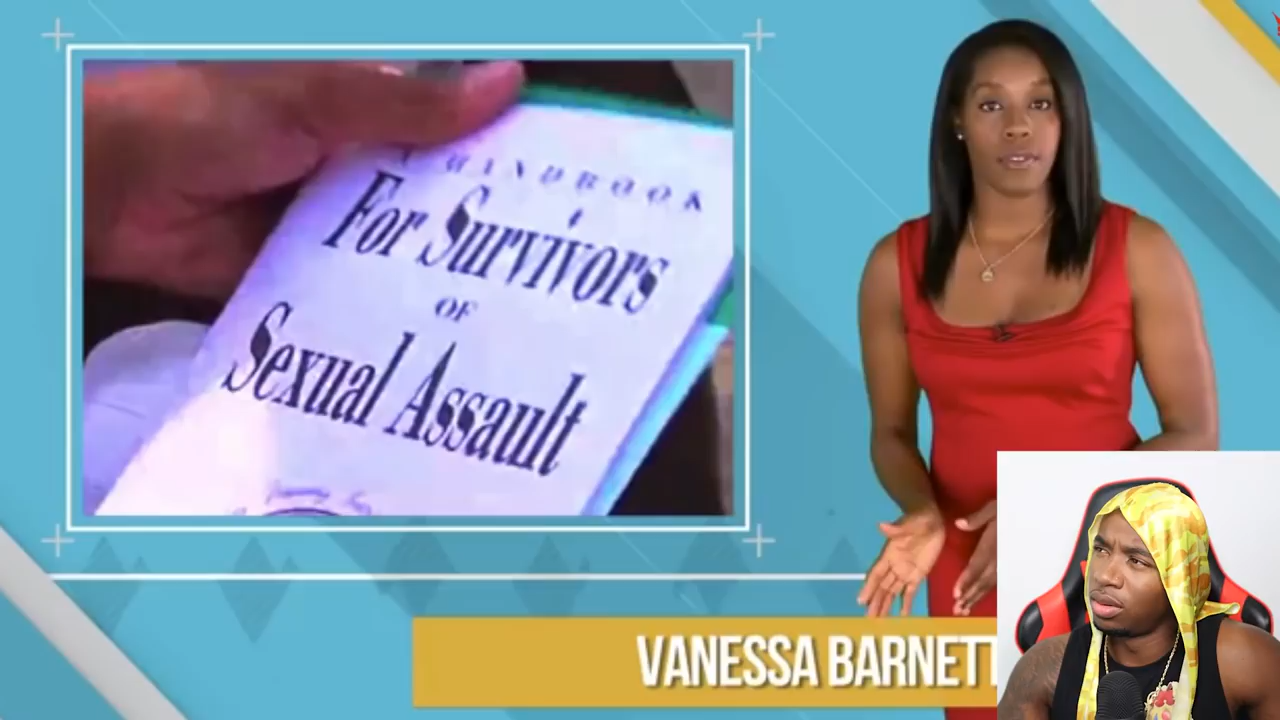 A HANDBOOK
For Survivors
OF
Sexual Assault
VANESSA BARNETT